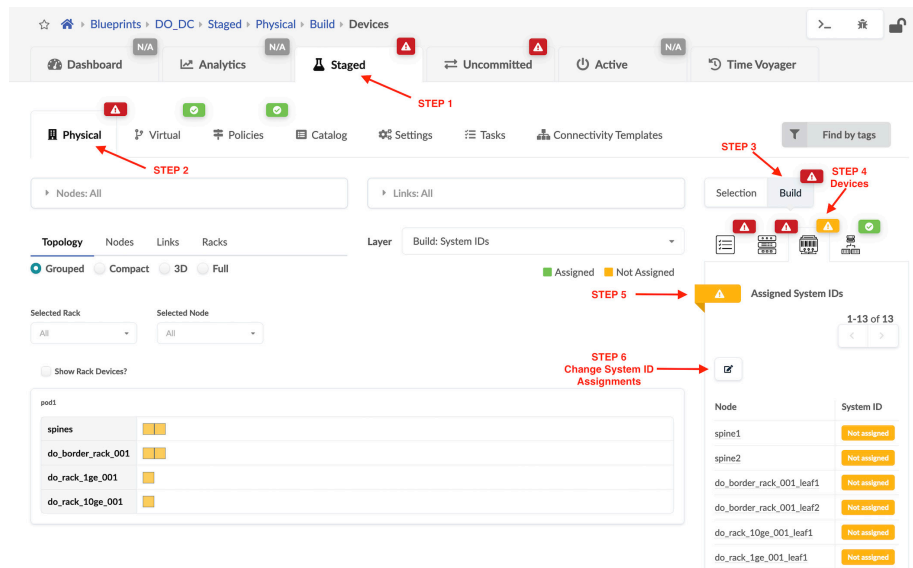 Blueprints DO_DC Staged Physical Build Devices
N/A N/A N/A
Dashboard Analytics Staged Uncommitted Active Time Voyager
STEP 1
Physical Virtual Policies Catalog Settings Tasks Connectivity Templates Find by tags
STEP 2
STEP 3
STEP 4
Devices
Nodes: All Links: All Selection Build
Topology Nodes Links Racks Layer Build: System IDs
Grouped Compact 3D Full
Assigned Not Assigned
STEP 5 Assigned System IDs
1-13 of 13
Selected Rack Selected Node
All All
Show Rack Devices?
STEP 6
Change System ID
Assignments
pod1
spines
do_border_rack_001
do_rack_1ge_001
do_rack_10ge_001
Node System ID
spine1 Not assigned
spine2 Not assigned
do_border_rack_001_leaf1 Not assigned
do_border_rack_001_leaf2 Not assigned
do_rack_10ge_001_leaf1 Not assigned
do_rack_1ge_001_leaf1 Not assigned